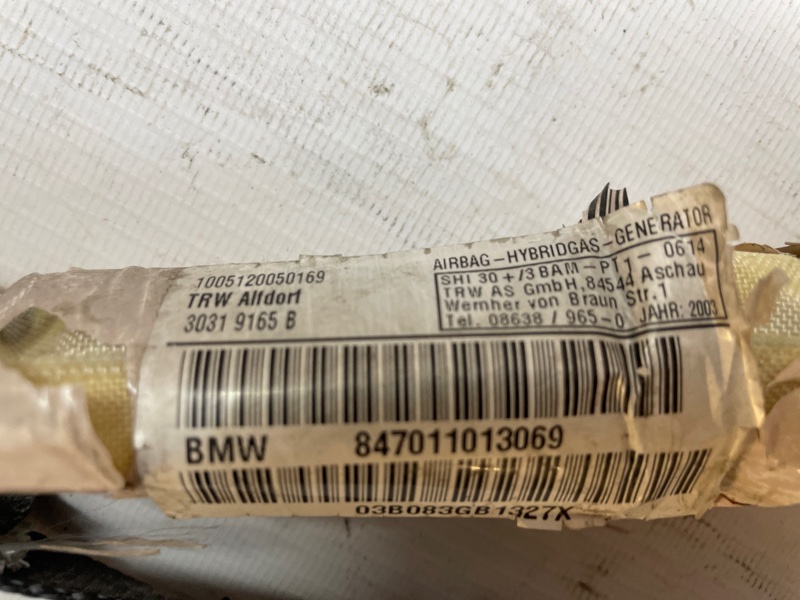 1005120050169
TRW Alfdorf
3031 9165 B
AIRBAG-HYBRIDGAS-GENERATOR
SHI 30 +/3 BAM-PT1- 0614
TRW AS GmbH, 84544 Aschau
Wernher von Braun Str.1
Tel. 08638 / 965-0 JAHR: 2003
BMW 847011013069
03B083GB1327X